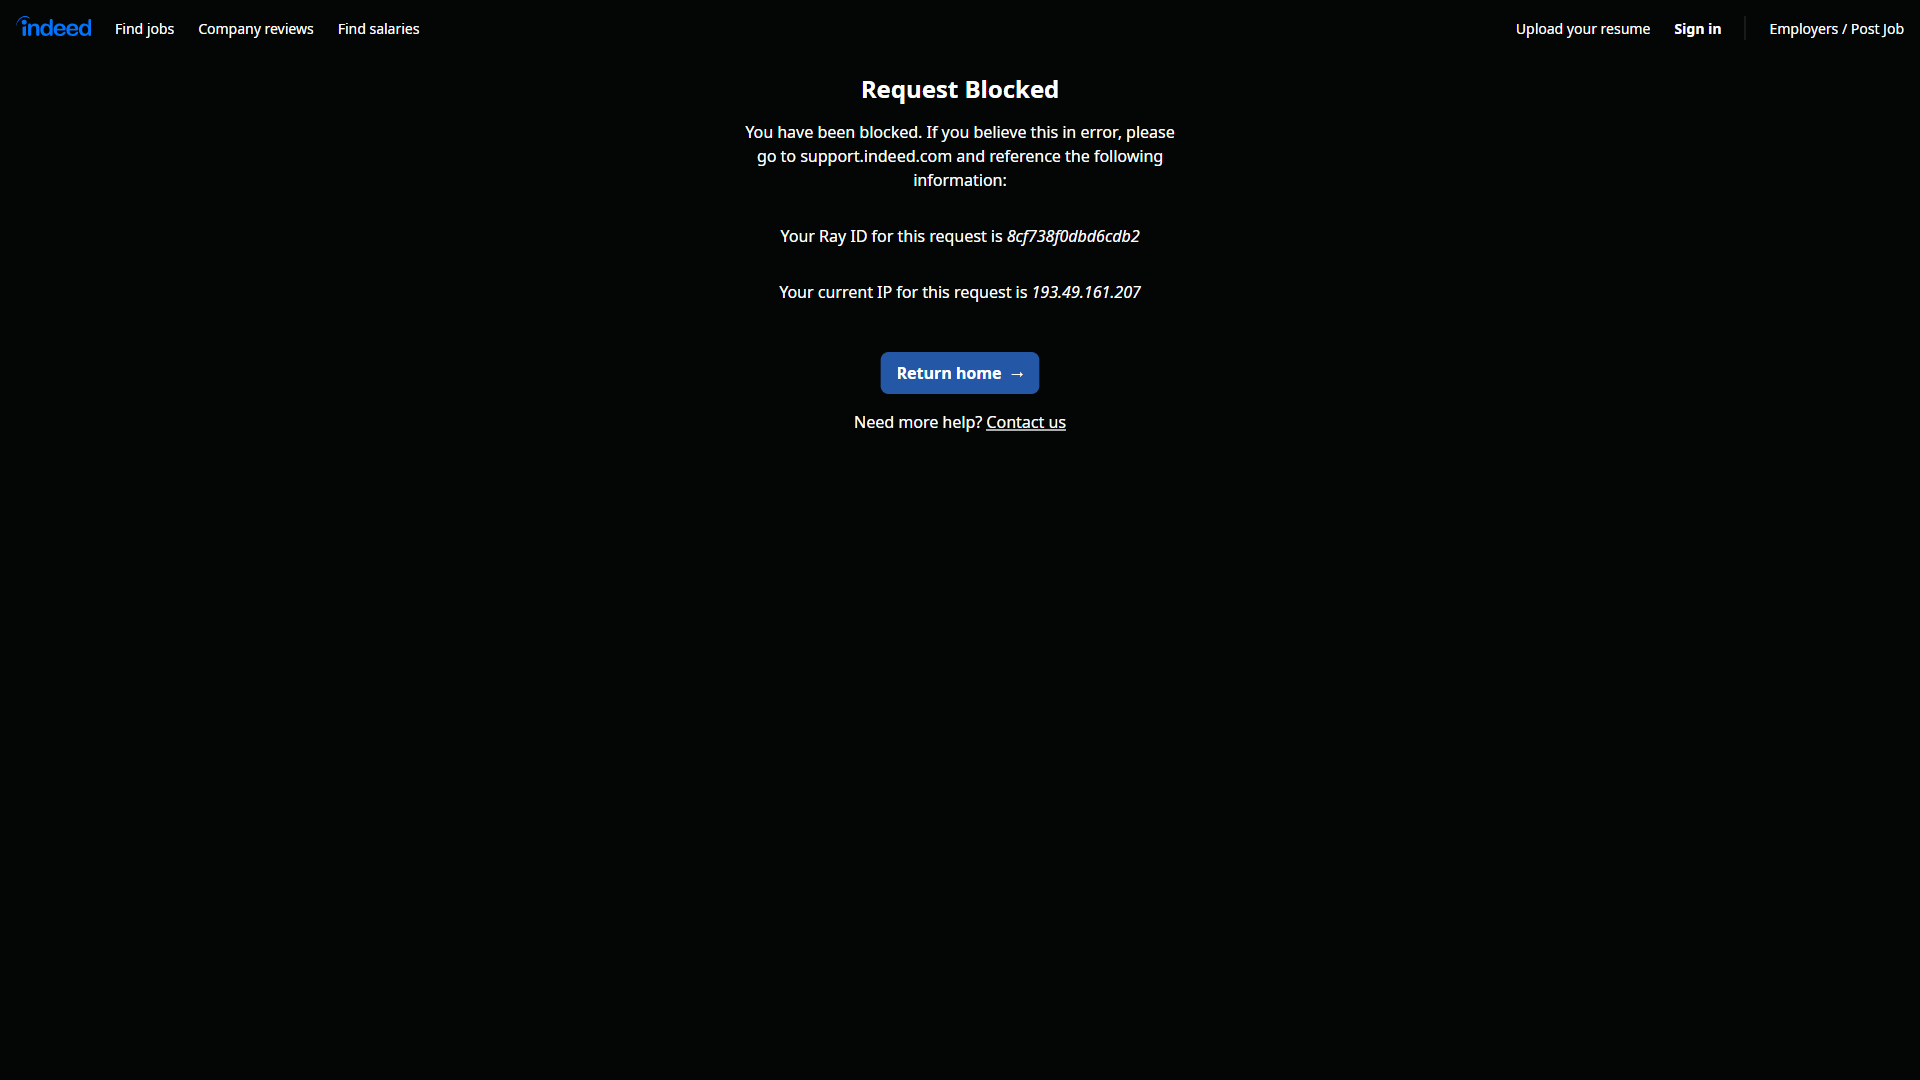 indeed Find jobs Company reviews Find salaries Upload your resume Sign in Employers / Post Job
Request Blocked
You have been blocked. If you believe this in error, please
go to support.indeed.com and reference the following
information:
Your Ray ID for this request is 8cf738f0dbd6cdb2
Your current IP for this request is 193.49.161.207
Return home →
Need more help? Contact us